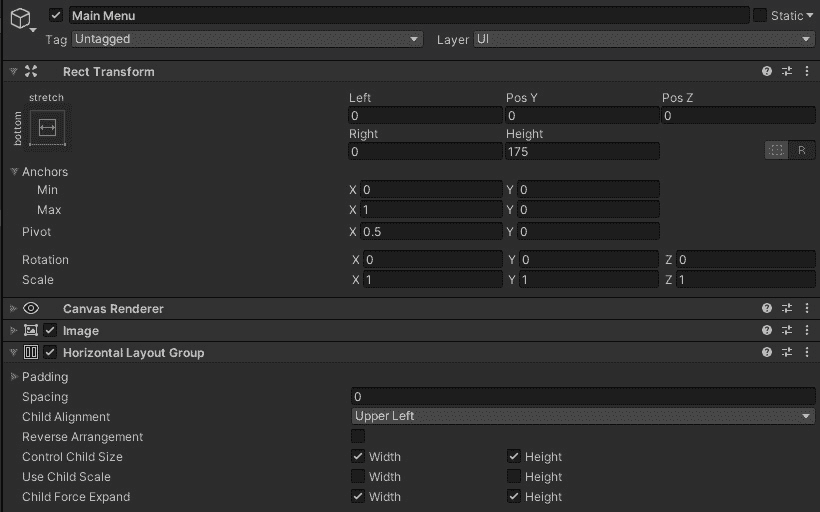 Main Menu Static
Tag Untagged Layer UI
Rect Transform
stretch
bottom
Left Pos Y Pos Z
0 0 0
Right Height
0 175 R
Anchors
Min X 0 Y 0
Max X 1 Y 0
Pivot X 0.5 Y 0
Rotation X 0 Y 0 Z 0
Scale X 1 Y 1 Z 1
Canvas Renderer
Image
Horizontal Layout Group
Padding
Spacing 0
Child Alignment Upper Left
Reverse Arrangement
Control Child Size Width Height
Use Child Scale Width Height
Child Force Expand Width Height